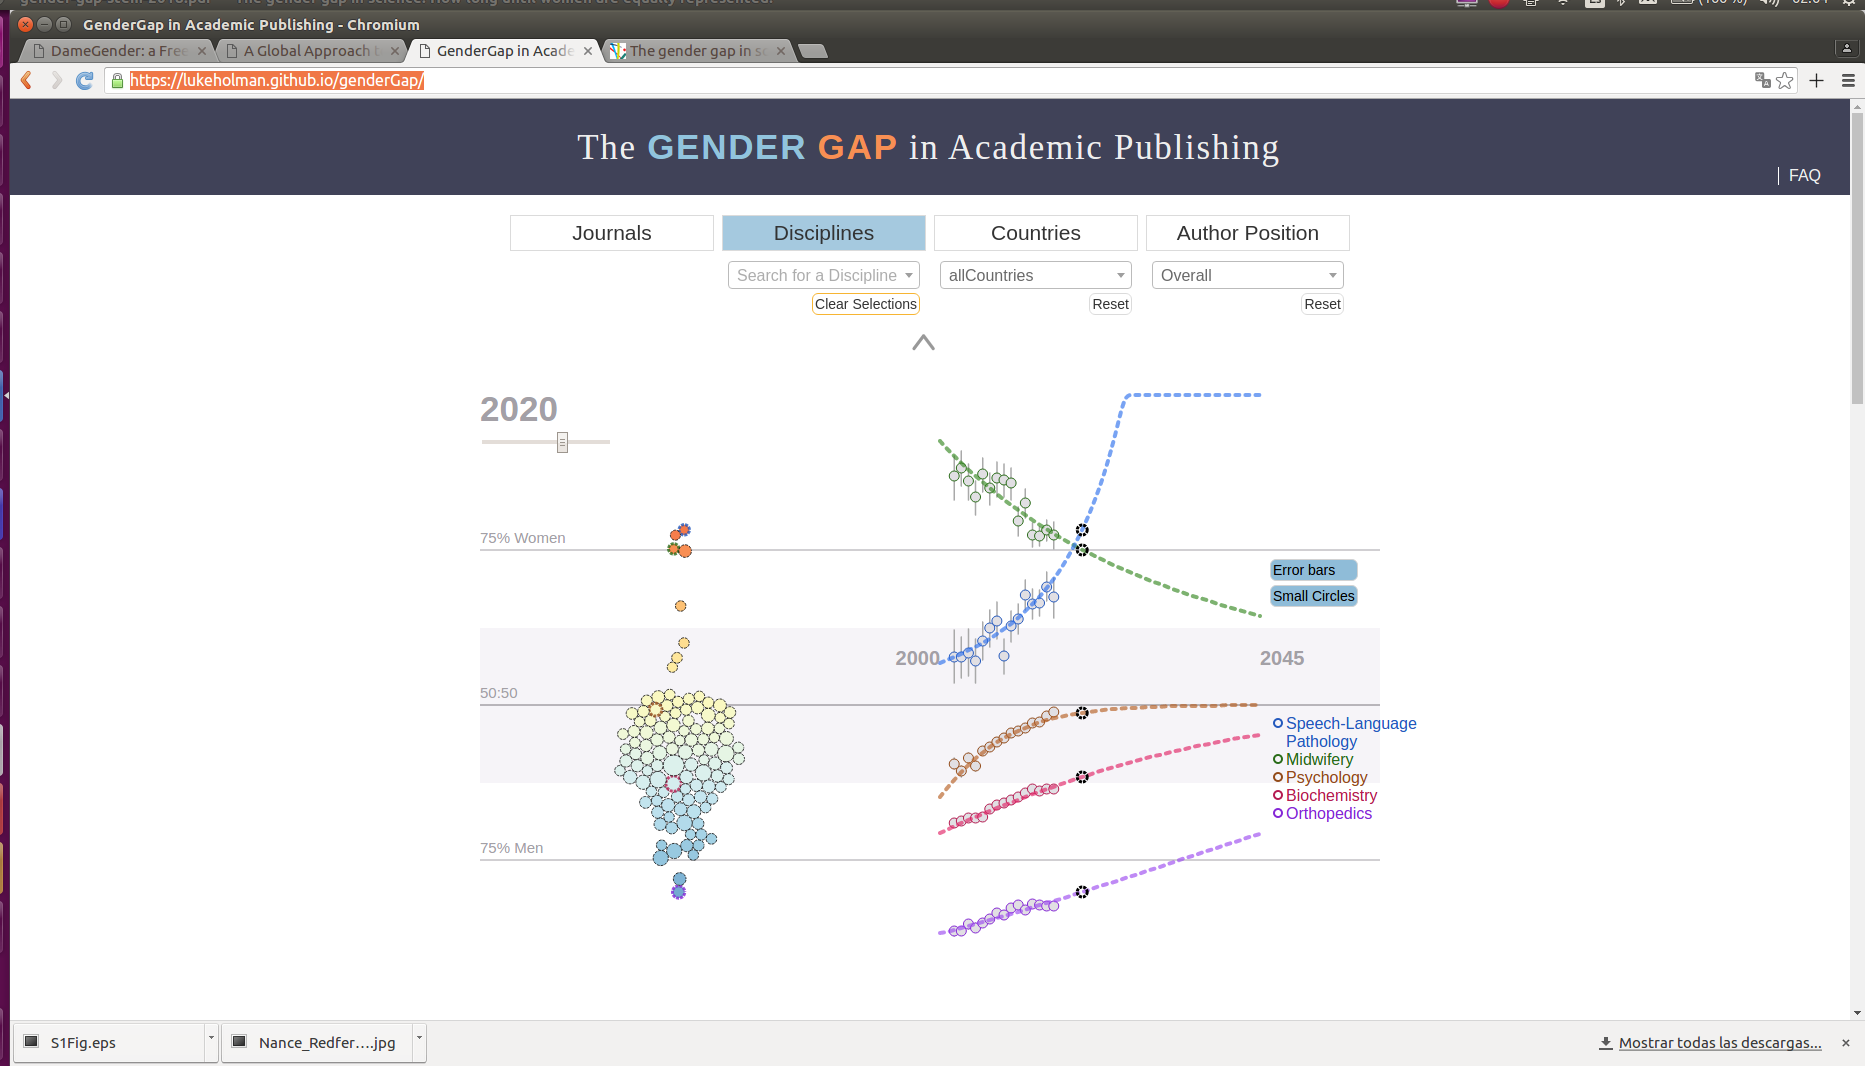 GenderGap in Academic Publishing - Chromium
DameGender: a Free
A Global Approach t
GenderGap in Acade
The gender gap in sc
https://lukeholman.github.io/genderGap/
The GENDER GAP in Academic Publishing
FAQ
Journals
Disciplines
Countries
Author Position
Search for a Discipline
allCountries
Overall
Clear Selections
Reset
Reset
2020
75% Women
Error bars
Small Circles
2000
2045
50:50
Speech-Language
Pathology
Midwifery
Psychology
Biochemistry
Orthopedics
75% Men
S1Fig.eps
Nance_Redfer....jpg
Mostrar todas las descargas...